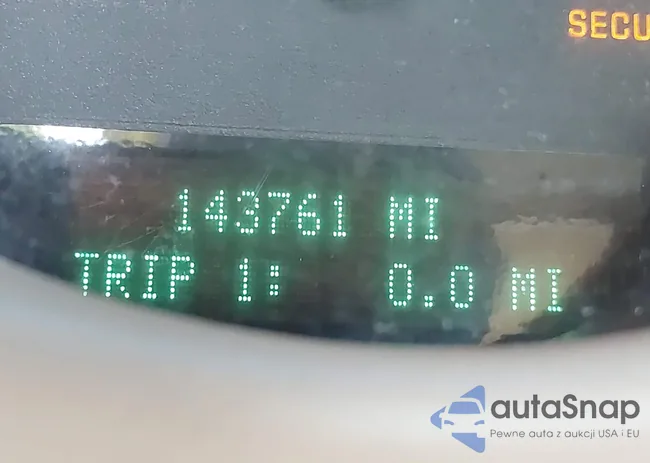 SECU
143761 MI
TRIP 1: 0.0 MI
autaSnap
Pewne auta z aukcji USA i EU